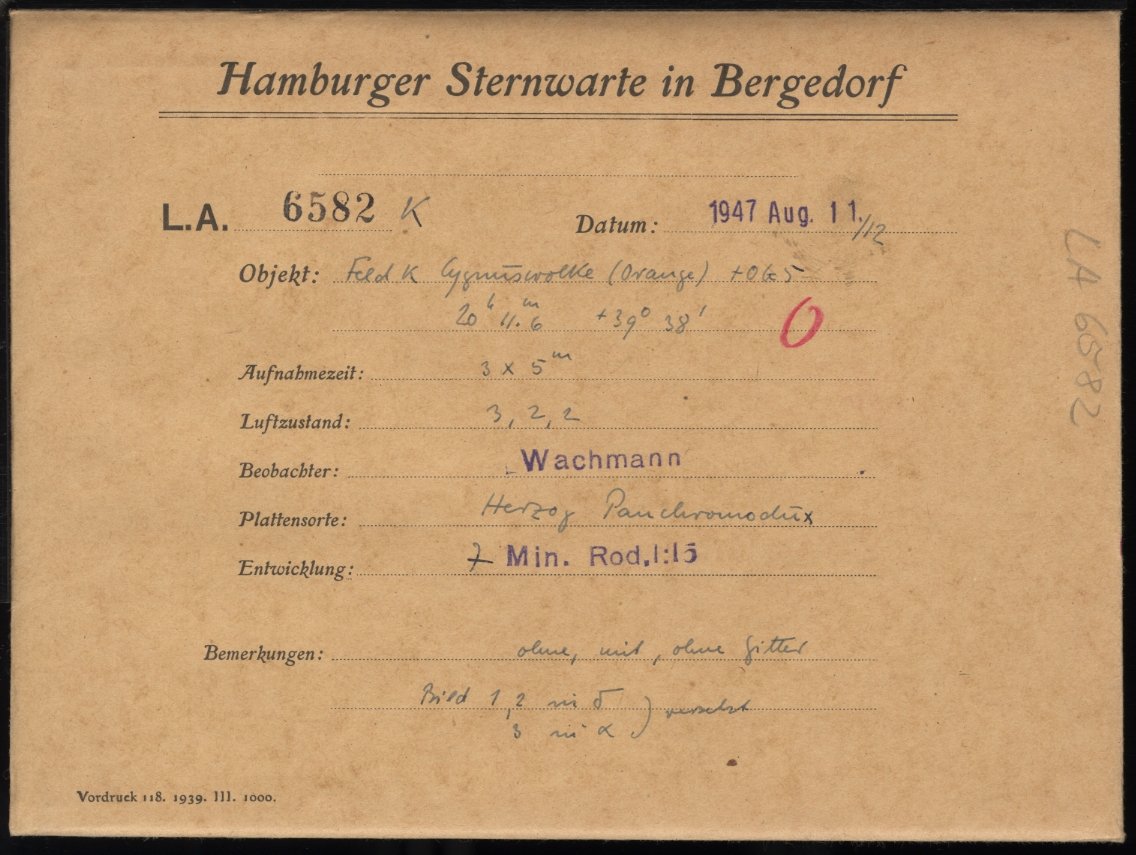 Hamburger Sternwarte in Bergedorf
L.A. 6582 K Datum: 1947 Aug. 11./12
Objekt: Feld K Cygnuswolke (Orange) + OG5
20h 11.m6 +39° 38'
O
Aufnahmezeit: 3 x 5m
Luftzustand: 3, 2, 2
Beobachter: Wachmann
Plattensorte: Herzog Panchromodux
Entwicklung: 7 Min. Rod. 1:15
Bemerkungen: ohne, mit, ohne Gitter
Bild 1, 2 in δ ) versetzt
3 in α
Vordruck 118. 1939. III. 1000.
LA 6582